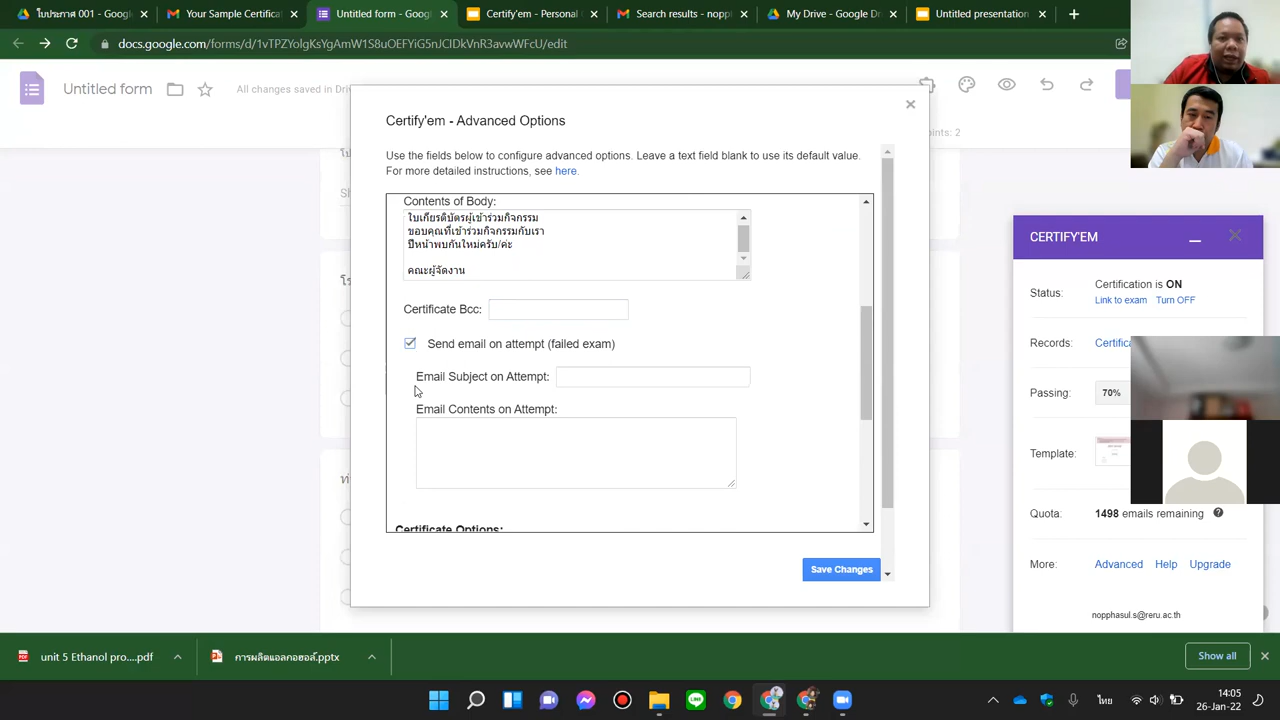 ใบประกาศ 001 - Google D
Your Sample Certificat
Untitled form - Googl
Certify'em - Personal
Search results - nopp
My Drive - Google Dr
Untitled presentation
docs.google.com/forms/d/1vTPZYolgKsYgAmW1S8uOEFYiG5nJClDkVnR3avwWFcU/edit
Untitled form
All changes saved in Driv
oints: 2
Certify'em - Advanced Options
Use the fields below to configure advanced options. Leave a text field blank to use its default value.
For more detailed instructions, see here.
Contents of Body:
ใบเกียรติบัตรผู้เข้าร่วมกิจกรรม
ขอบคุณที่เข้าร่วมกิจกรรมกับเรา
ปีหน้าพบกันใหม่ครับ/ค่ะ
คณะผู้จัดงาน
Certificate Bcc:
Send email on attempt (failed exam)
Email Subject on Attempt:
Email Contents on Attempt:
Certificate Options:
Save Changes
CERTIFY'EM
Status:
Certification is ON
Link to exam Turn OFF
Records:
Certifica
Passing:
70%
Template:
Quota:
1498 emails remaining
More:
Advanced Help Upgrade
nopphasul.s@reru.ac.th
unit 5 Ethanol pro....pdf
การผลิตแอลกอฮอล์.pptx
Show all
ไทย
14:05
26-Jan-22